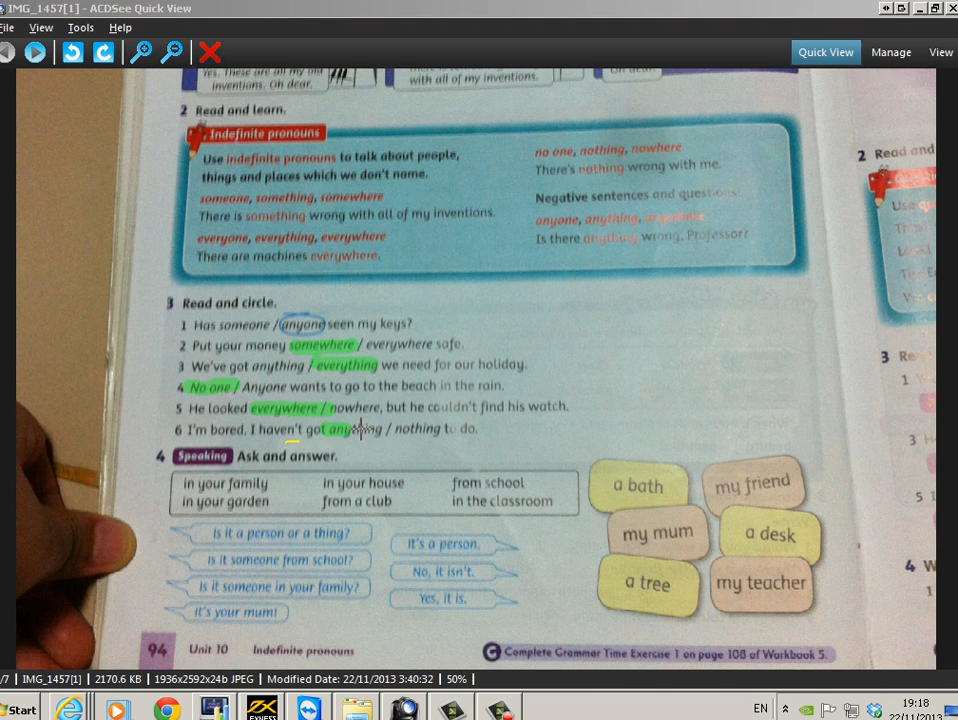 IMG_1457[1] - ACDSee Quick View
File View Tools Help
Quick View Manage View
Yes. These are all my old
inventions. Oh dear.
with all of my inventions.
Oh dear.
2 Read and learn.
Indefinite pronouns
Use indefinite pronouns to talk about people,
things and places which we don't name.
someone, something, somewhere
There is something wrong with all of my inventions.
everyone, everything, everywhere
There are machines everywhere.
no one, nothing, nowhere
There's nothing wrong with me.
Negative sentences and questions
anyone, anything, anywhere
Is there anything wrong, Professor?
3 Read and circle.
1 Has someone / anyone seen my keys?
2 Put your money somewhere / everywhere safe.
3 We've got anything / everything we need for our holiday.
4 No one / Anyone wants to go to the beach in the rain.
5 He looked everywhere / nowhere, but he couldn't find his watch.
6 I'm bored. I haven't got anything / nothing to do.
4 Speaking Ask and answer.
in your family in your house from school
in your garden from a club in the classroom
Is it a person or a thing?
It's a person.
Is it someone from school?
No, it isn't.
Is it someone in your family?
Yes, it is.
It's your mum!
a bath my friend
my mum a desk
a tree my teacher
94 Unit 10 Indefinite pronouns
Complete Grammar Time Exercise 1 on page 108 of Workbook 5.
2 Read and
Use
3
1
3
5
4
1
/7 IMG_1457[1] 2170.6 KB 1936x2592x24b JPEG Modified Date: 22/11/2013 3:40:32 50%
Start EXNESS EN 19:18
22/11/2013